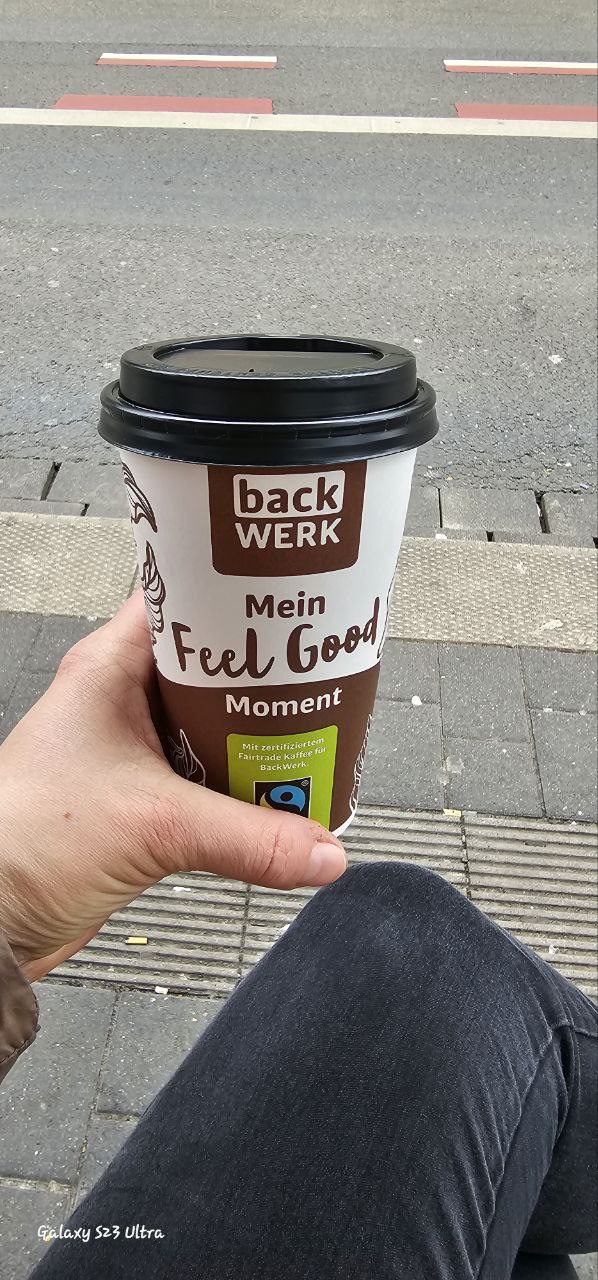 back
WERK
Mein
Feel Good
Moment
Mit zertifiziertem
Fairtrade Kaffee für
BackWerk.
Galaxy S23 Ultra